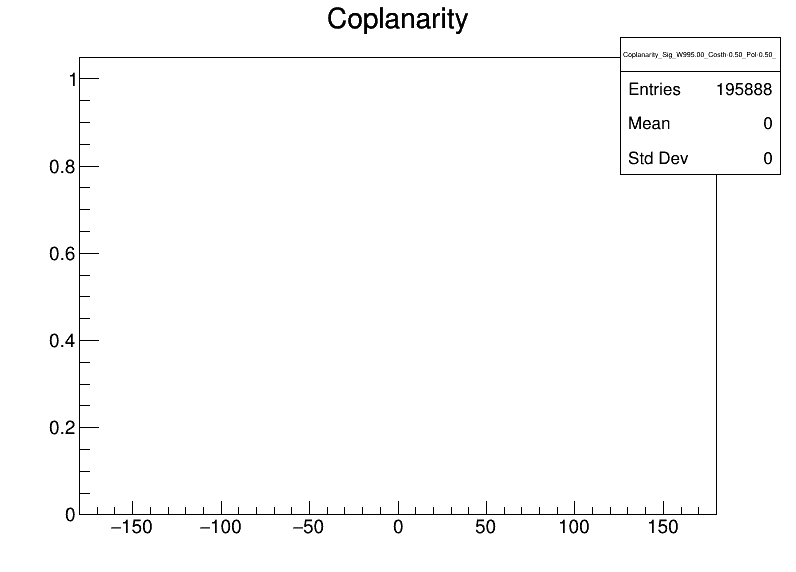 Coplanarity
Coplanarity_Sig_W995.00_Costh-0.50_Pol-0.50_
Entries 195888
Mean 0
Std Dev 0
1
0.8
0.6
0.4
0.2
0
−150 −100 −50 0 50 100 150